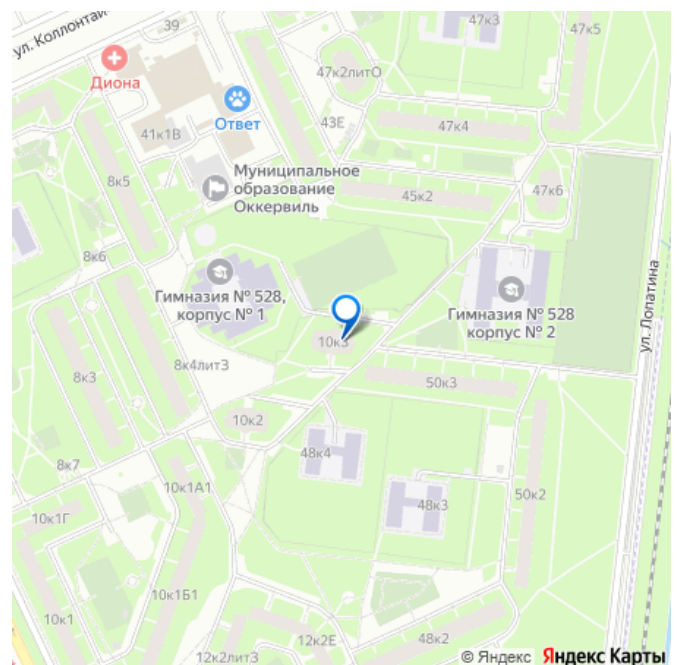 39
47к3
47к5
ул. Коллонтай
Диона
47к2литО
Ответ
43Е
47к4
41к1В
Муниципальное
образование
Оккервиль
8к5
45к2
47к6
8к6
Гимназия № 528,
корпус № 1
Гимназия № 528
корпус № 2
ул. Лопатина
10к3
8к4литЗ
8к3
50к3
10к2
48к4
8к7
10к1А1
48к3
50к2
10к1Г
10к1Б1
10к1
12к2Е
48к2
12к2литЗ
© Яндекс Яндекс Карты